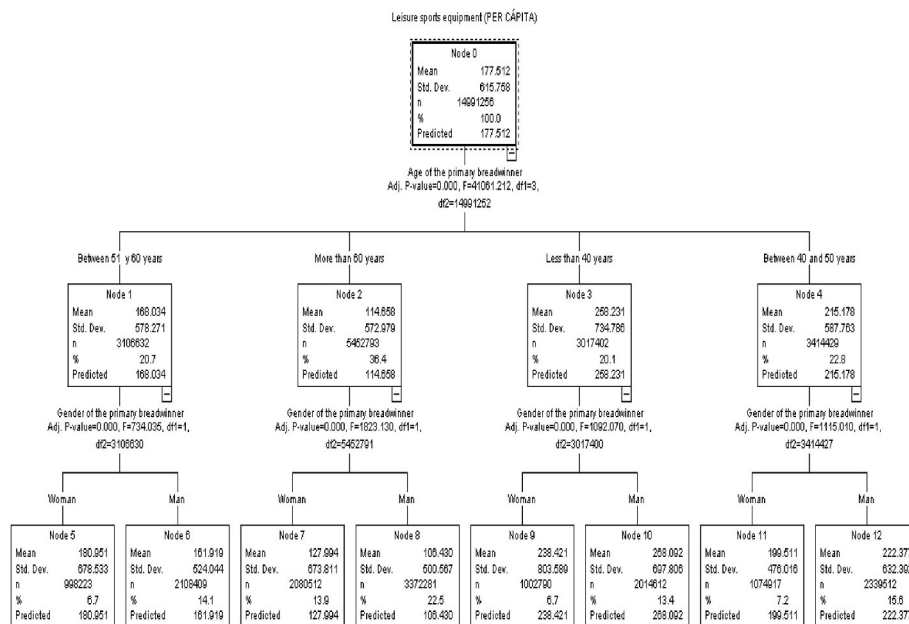 Leisure sports equipment (PER CÁPITA)
Node 0
Mean 177.512
Std. Dev. 615.758
n 14991256
% 100.0
Predicted 177.512
Age of the primary breadwinner
Adj. P-value=0.000, F=41061.212, df1=3,
df2=14991252
Between 51 y 60 years
More than 60 years
Less than 40 years
Between 40 and 50 years
Node 1
Mean 168.034
Std. Dev. 578.271
n 3106632
% 20.7
Predicted 168.034
Node 2
Mean 114.658
Std. Dev. 572.979
n 5452793
% 36.4
Predicted 114.658
Node 3
Mean 258.231
Std. Dev. 734.786
n 3017402
% 20.1
Predicted 258.231
Node 4
Mean 215.178
Std. Dev. 587.763
n 3414429
% 22.8
Predicted 215.178
Gender of the primary breadwinner
Adj. P-value=0.000, F=734.035, df1=1,
df2=3106630
Gender of the primary breadwinner
Adj. P-value=0.000, F=1823.130, df1=1,
df2=5452791
Gender of the primary breadwinner
Adj. P-value=0.000, F=1092.070, df1=1,
df2=3017400
Gender of the primary breadwinner
Adj. P-value=0.000, F=1115.010, df1=1,
df2=3414427
Woman
Man
Woman
Man
Woman
Man
Woman
Man
Node 5
Mean 180.951
Std. Dev. 678.533
n 998223
% 6.7
Predicted 180.951
Node 6
Mean 161.919
Std. Dev. 524.044
n 2108409
% 14.1
Predicted 161.919
Node 7
Mean 127.994
Std. Dev. 673.811
n 2080512
% 13.9
Predicted 127.994
Node 8
Mean 106.430
Std. Dev. 500.567
n 3372281
% 22.5
Predicted 106.430
Node 9
Mean 238.421
Std. Dev. 803.589
n 1002790
% 6.7
Predicted 238.421
Node 10
Mean 268.092
Std. Dev. 697.806
n 2014612
% 13.4
Predicted 268.092
Node 11
Mean 199.511
Std. Dev. 476.016
n 1074917
% 7.2
Predicted 199.511
Node 12
Mean 222.377
Std. Dev. 632.392
n 2339512
% 15.6
Predicted 222.377